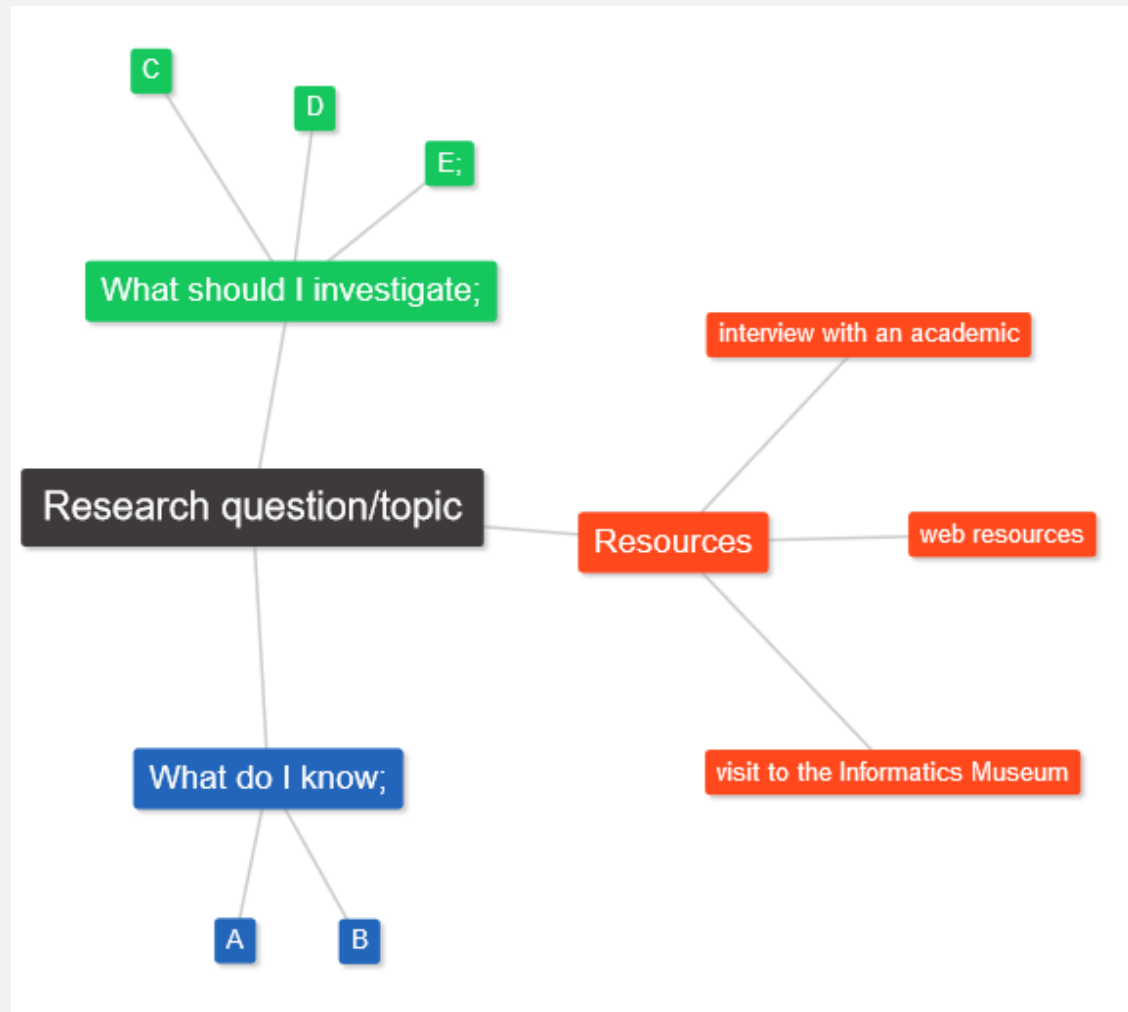 C
D
E;
What should I investigate;
interview with an academic
Research question/topic
Resources
web resources
What do I know;
visit to the Informatics Museum
A
B